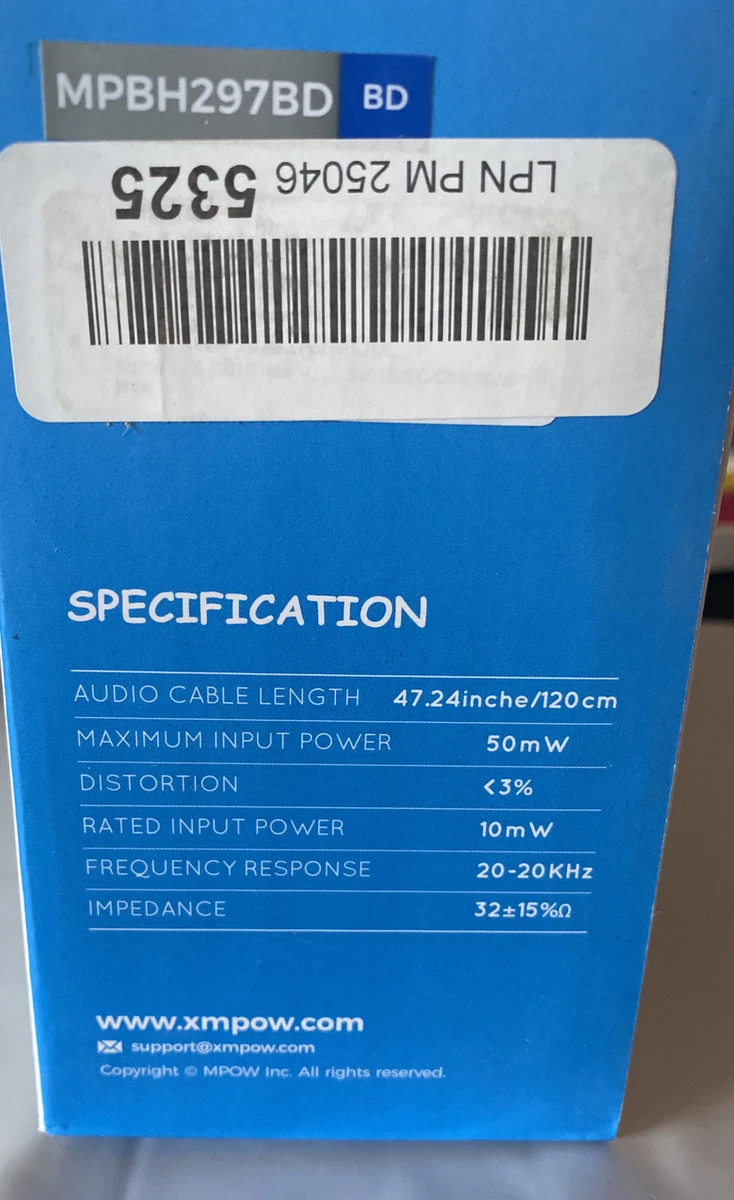 MPBH297BD BD
LPN PM 25046 5325
SPECIFICATION
AUDIO CABLE LENGTH 47.24inche/120cm
MAXIMUM INPUT POWER 50mW
DISTORTION <3%
RATED INPUT POWER 10mW
FREQUENCY RESPONSE 20-20KHz
IMPEDANCE 32±15%Ω
www.xmpow.com
support@xmpow.com
Copyright © MPOW Inc. All rights reserved.